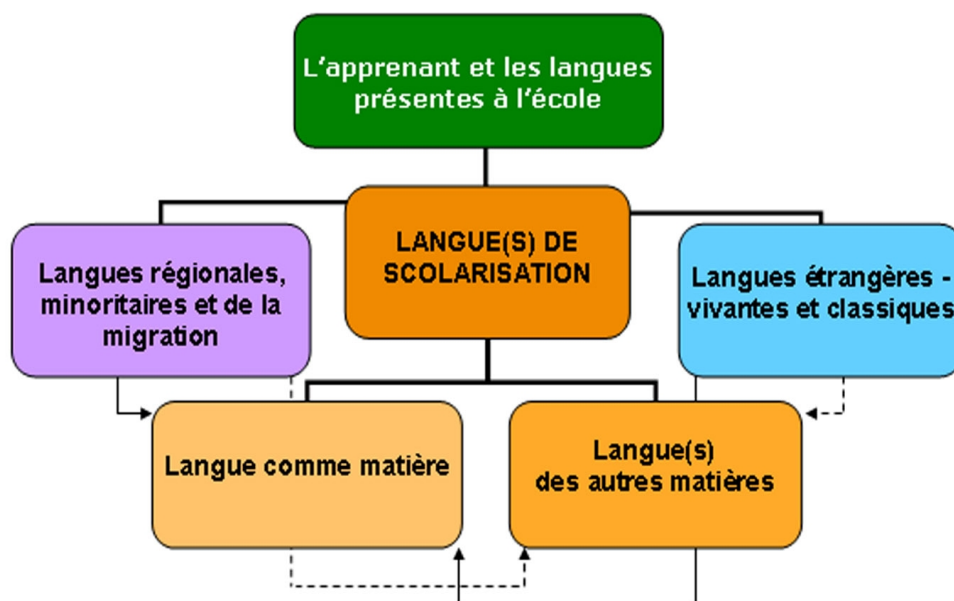 L'apprenant et les langues
présentes à l'école
LANGUE(S) DE
SCOLARISATION
Langues régionales,
minoritaires et de la
migration
Langues étrangères -
vivantes et classiques
Langue comme matière
Langue(s)
des autres matières